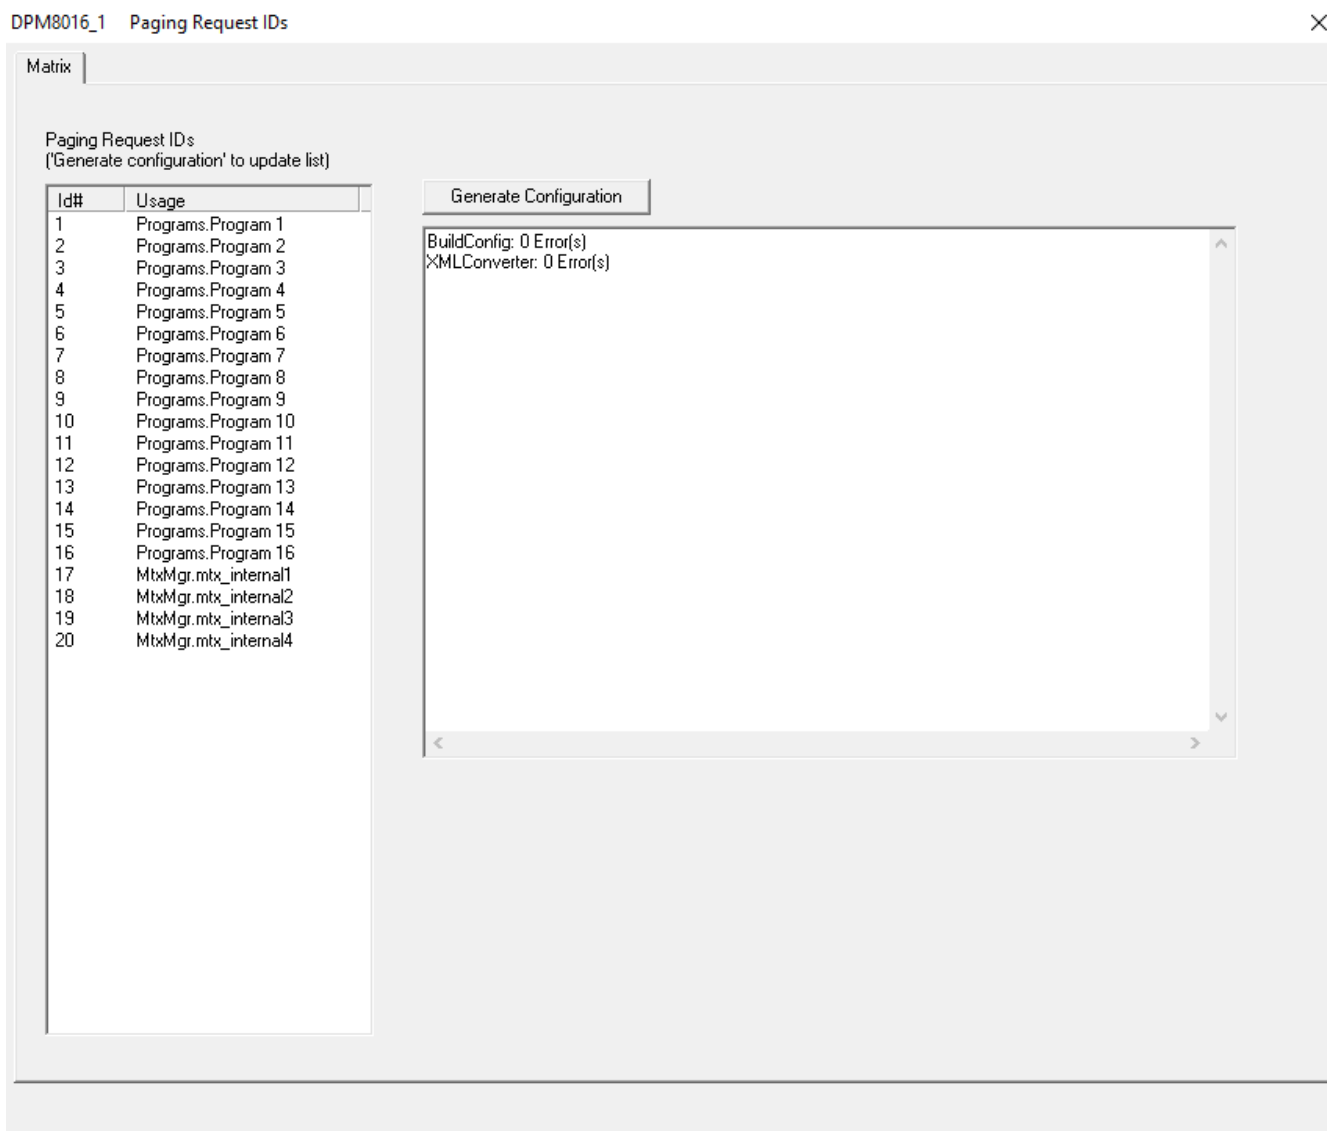 DPM8016_1 Paging Request IDs
Matrix
Paging Request IDs
('Generate configuration' to update list)
Id# Usage
1 Programs.Program 1
2 Programs.Program 2
3 Programs.Program 3
4 Programs.Program 4
5 Programs.Program 5
6 Programs.Program 6
7 Programs.Program 7
8 Programs.Program 8
9 Programs.Program 9
10 Programs.Program 10
11 Programs.Program 11
12 Programs.Program 12
13 Programs.Program 13
14 Programs.Program 14
15 Programs.Program 15
16 Programs.Program 16
17 MtxMgr.mtx_internal1
18 MtxMgr.mtx_internal2
19 MtxMgr.mtx_internal3
20 MtxMgr.mtx_internal4
Generate Configuration
BuildConfig: 0 Error(s)
XMLConverter: 0 Error(s)